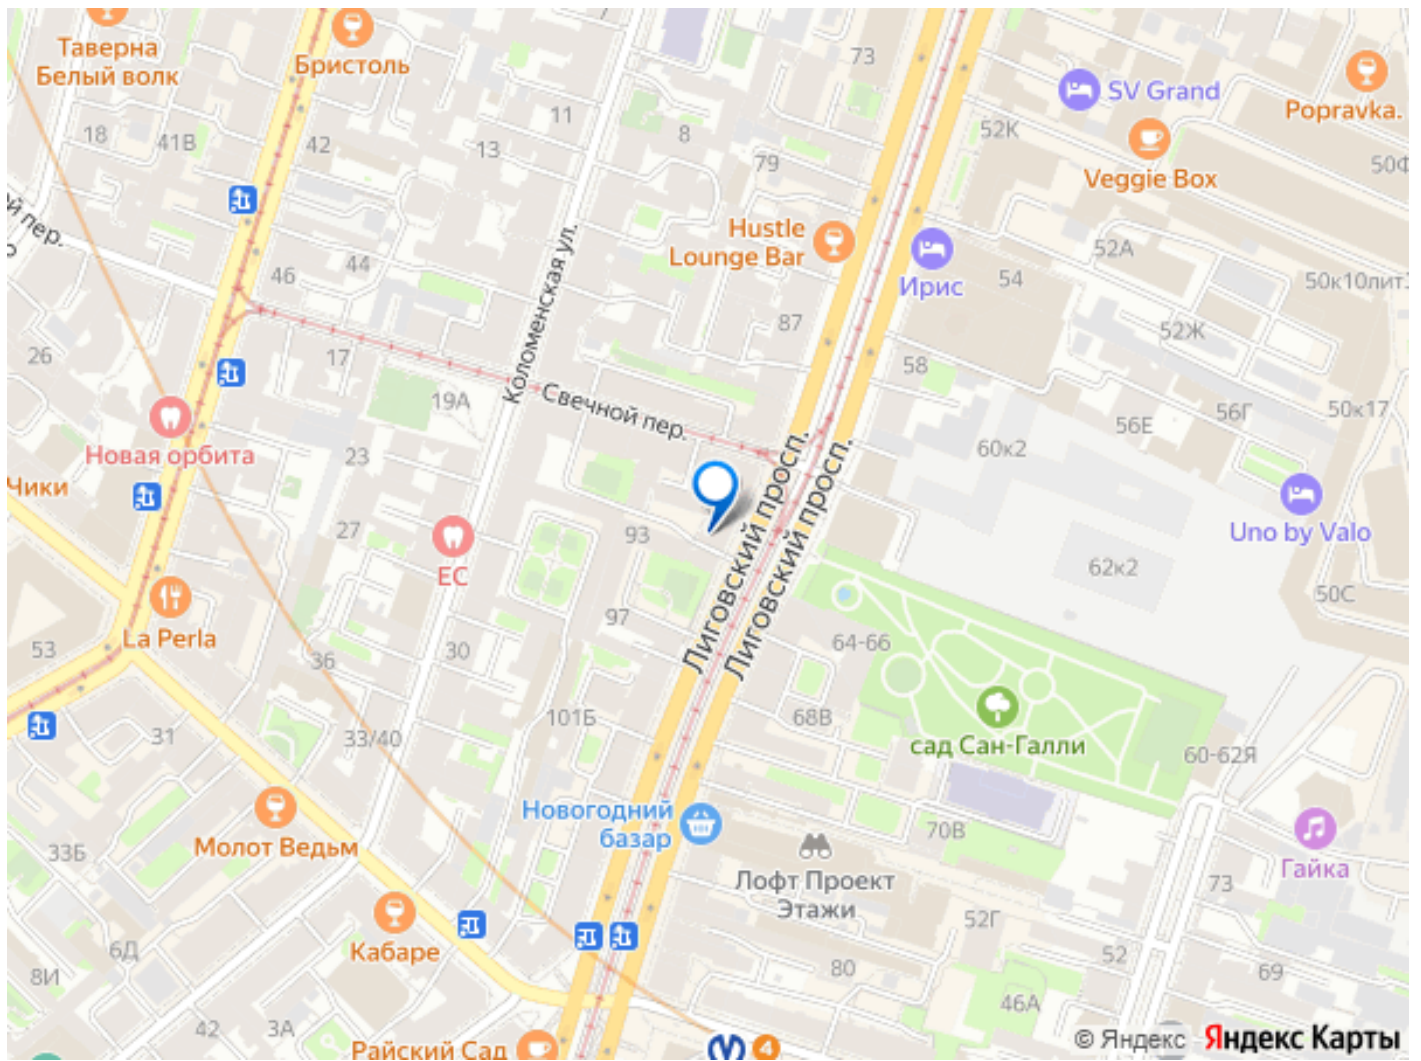 Таверна
Белый волк
Бристоль
73
SV Grand
Popravka.
18
41В
42
11
13
8
79
52К
Veggie Box
50Ф
ой пер.
Коломенская ул.
Hustle
Lounge Bar
Ирис
52А
54
50к10лит
46
44
87
52Ж
26
17
19А
Свечной пер.
58
56Е
56Г
50к17
Новая орбита
23
60к2
Чики
27
ЕС
93
Лиговский просп.
Лиговский просп.
Uno by Valo
62к2
50С
La Perla
53
36
30
97
64-66
31
33/40
101Б
68В
сад Сан-Галли
60-62Я
Новогодний
базар
70В
Молот Ведьм
33Б
Лофт Проект
Этажи
Гайка
73
Кабаре
6Д
8И
52Г
52
80
69
46А
42
3А
Райский Сад
4
© Яндекс Яндекс Карты